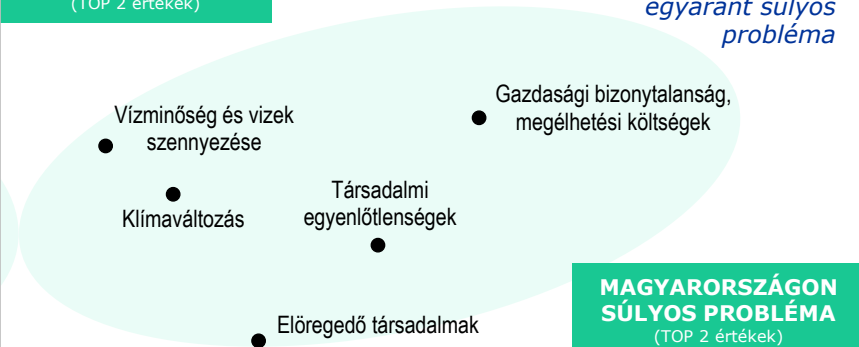 (TOP 2 értékek)
egyaránt súlyos
probléma
Gazdasági bizonytalanság,
megélhetési költségek
Vízminőség és vizek
szennyezése
Társadalmi
egyenlőtlenségek
Klímaváltozás
MAGYARORSZÁGON
SÚLYOS PROBLÉMA
(TOP 2 értékek)
Elöregedő társadalmak